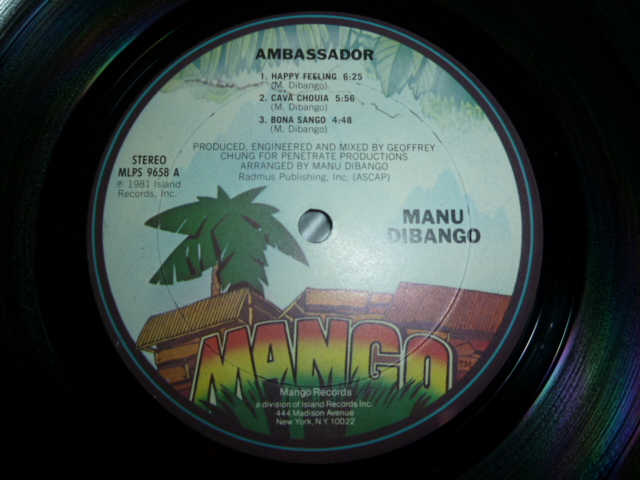 AMBASSADOR
1. HAPPY FEELING 6:25
(M. Dibango)
2. CAVA CHOUIA 5:56
(M. Dibango)
3. BONA SANGO 4:48
(M. Dibango)
PRODUCED, ENGINEERED AND MIXED BY GEOFFREY
CHUNG FOR PENETRATE PRODUCTIONS
ARRANGED BY MANU DIBANGO
Radmus Publishing, Inc. (ASCAP)
STEREO
MLPS 9658 A
℗ 1981 Island
Records, Inc.
MANU
DIBANGO
MANGO TM
Mango Records
a division of Island Records Inc.
444 Madison Avenue
New York, N.Y. 10022